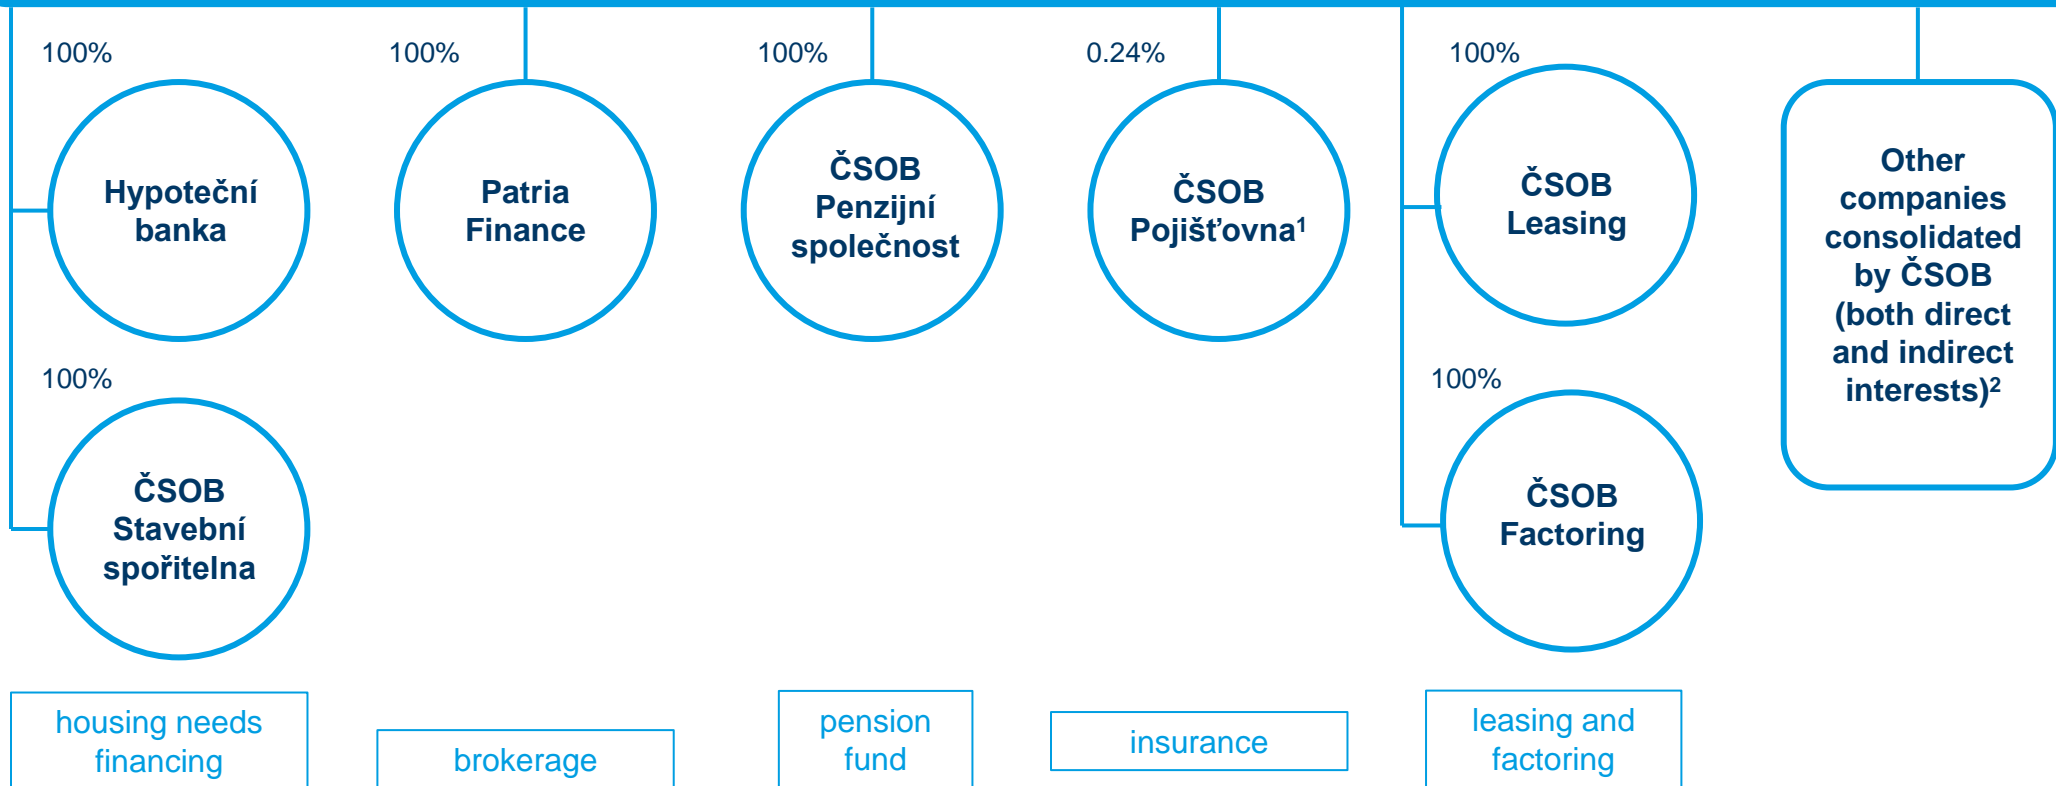 100%
100%
100%
0.24%
100%
Hypoteční
banka
Patria
Finance
ČSOB
Penzijní
společnost
ČSOB
Pojišťovna¹
ČSOB
Leasing
Other
companies
consolidated
by ČSOB
(both direct
and indirect
interests)²
100%
100%
ČSOB
Stavební
spořitelna
ČSOB
Factoring
housing needs
financing
brokerage
pension
fund
insurance
leasing and
factoring